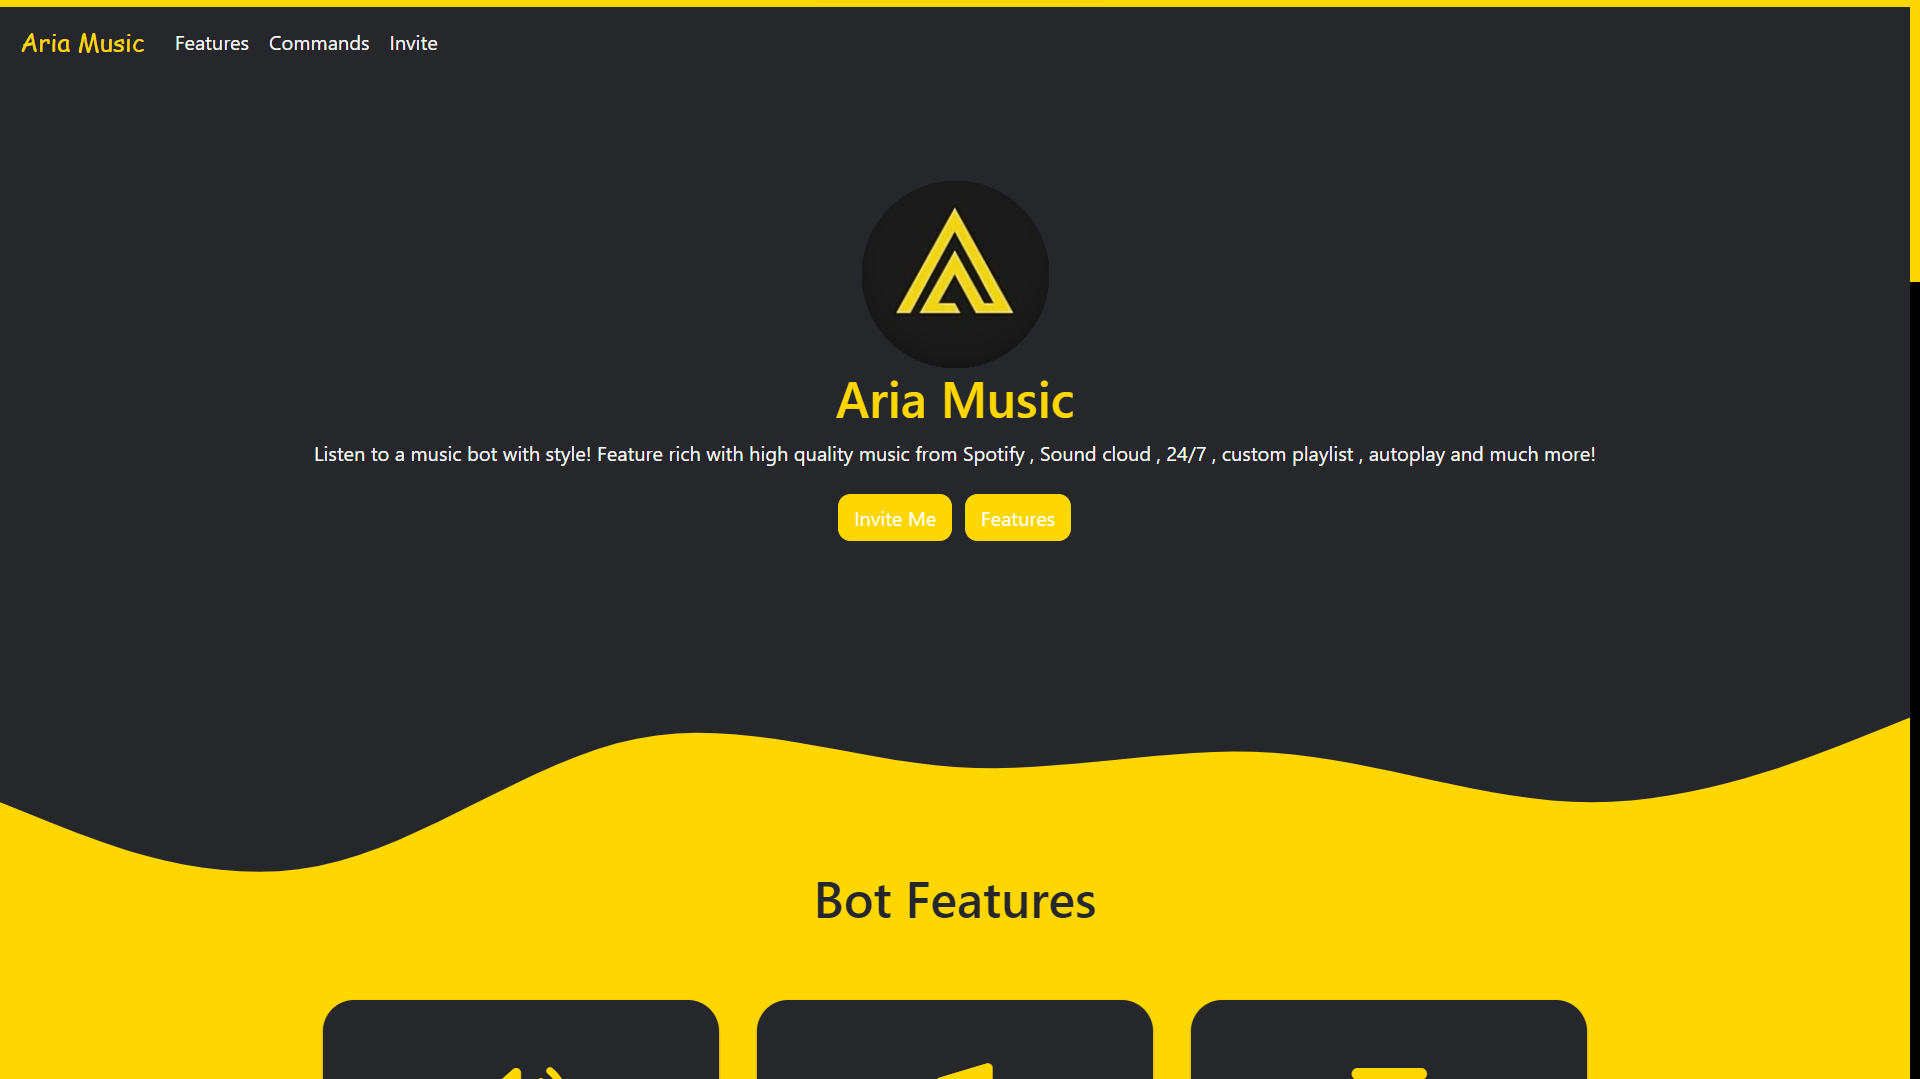 Aria Music Features Commands Invite
Aria Music
Listen to a music bot with style! Feature rich with high quality music from Spotify , Sound cloud , 24/7 , custom playlist , autoplay and much more!
Invite Me Features
Bot Features